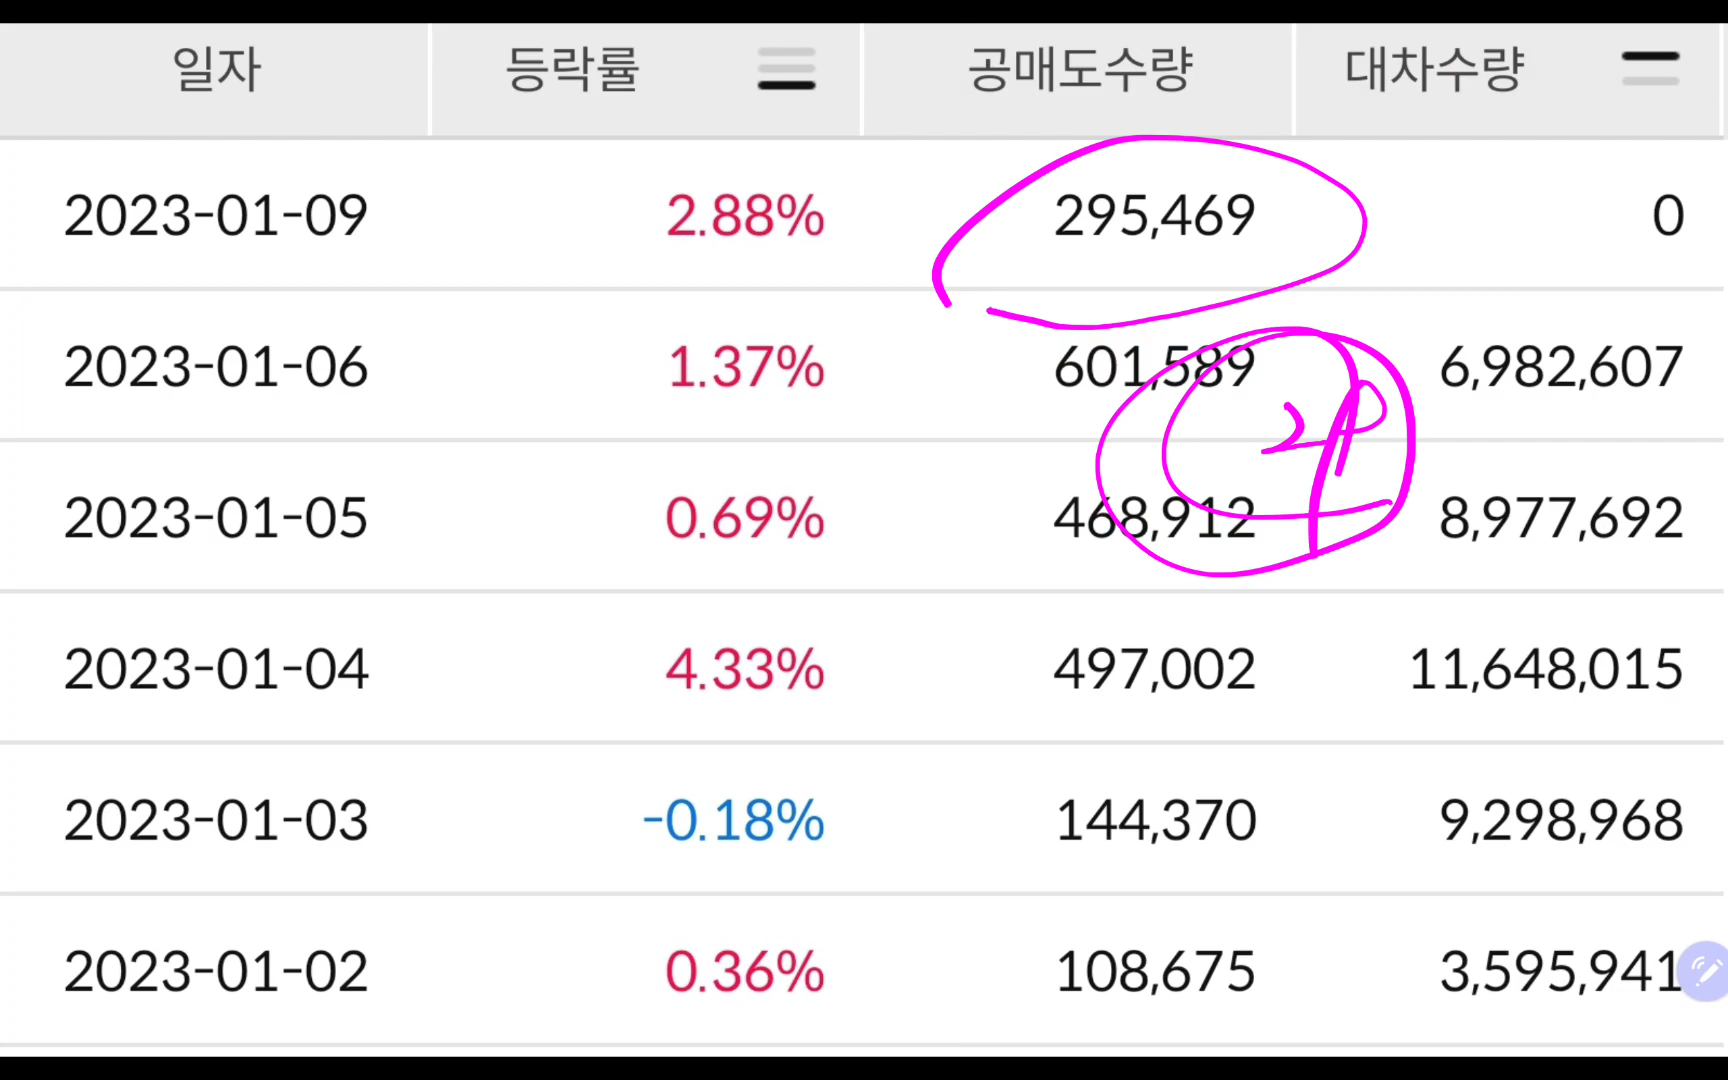 일자 등락률 공매도수량 대차수량
2023-01-09 2.88% 295,469 0
2023-01-06 1.37% 601,589 6,982,607
2023-01-05 0.69% 468,912 8,977,692
2023-01-04 4.33% 497,002 11,648,015
2023-01-03 -0.18% 144,370 9,298,968
2023-01-02 0.36% 108,675 3,595,941